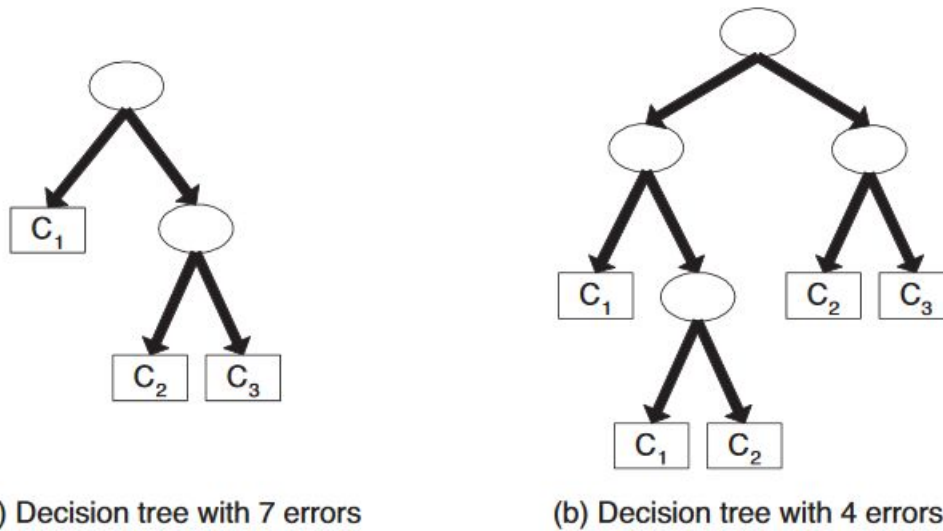 C₁
C₂ C₃
) Decision tree with 7 errors
C₁ C₂ C₃
C₁ C₂
(b) Decision tree with 4 errors